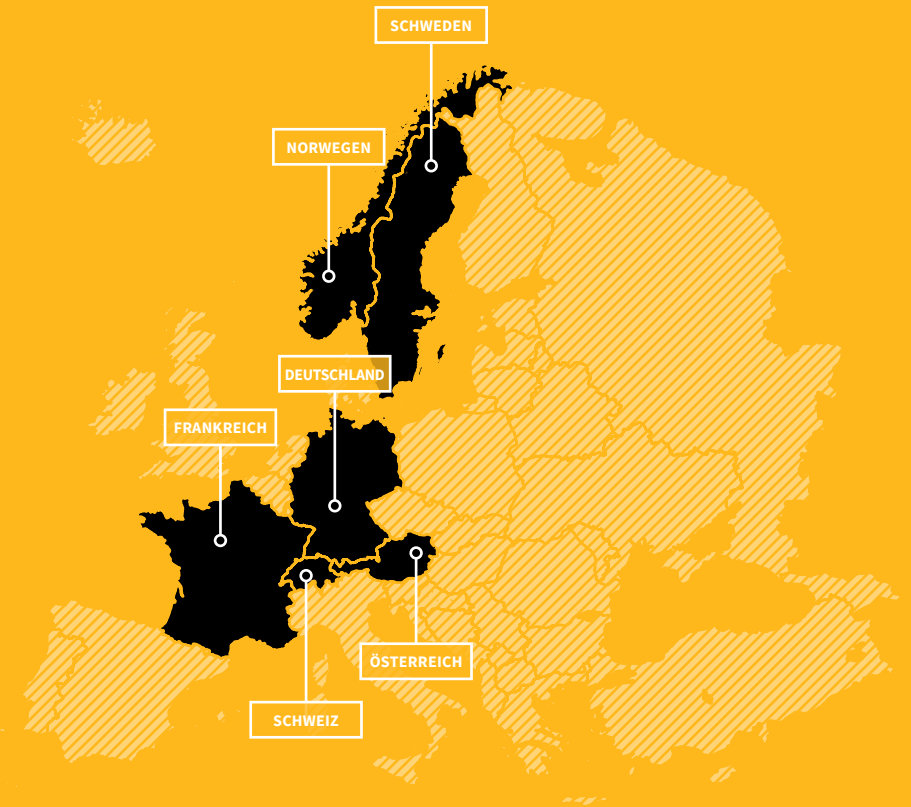 SCHWEDEN
NORWEGEN
DEUTSCHLAND
FRANKREICH
ÖSTERREICH
SCHWEIZ